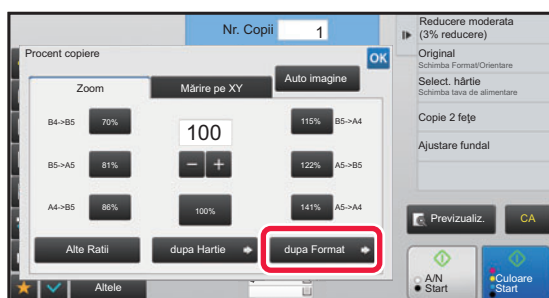 Nr. Copii 1
Procent copiere
OK
Zoom
Mărire pe XY
Auto imagine
B4->B5 70%
100
115% B5->A4
B5->A5 81%
− +
122% A5->B5
A4->B5 86%
100%
141% A5->A4
Alte Ratii
dupa Hartie
dupa Format
Altele
Reducere moderata
(3% reducere)
Original
Schimba Format/Orientare
Select. hârtie
Schimba tava de alimentare
Copie 2 feţe
Ajustare fundal
Previzualiz.
CA
A/N
Start
Culoare
Start